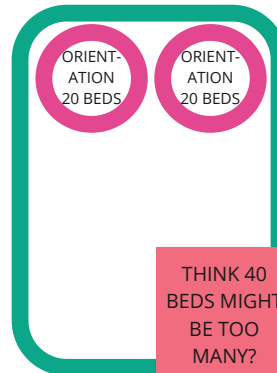 ORIENT-
ATION
20 BEDS
ORIENT-
ATION
20 BEDS
THINK 40
BEDS MIGHT
BE TOO
MANY?